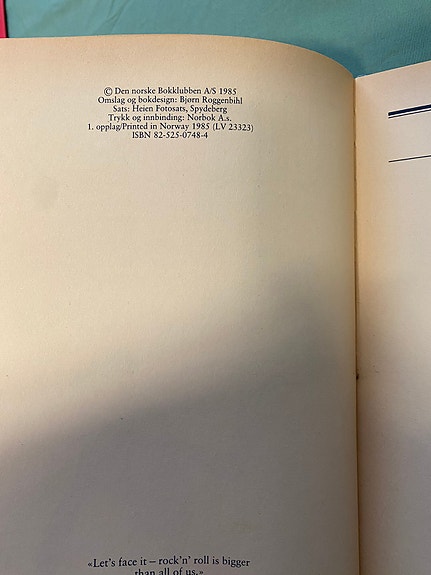 © Den norske Bokklubben A/S 1985
Omslag og bokdesign: Bjørn Roggenbihl
Sats: Heien Fotosats, Spydeberg
Trykk og innbinding: Norbok A.s.
1. opplag/Printed in Norway 1985 (LV 23323)
ISBN 82-525-0748-4
«Let's face it – rock'n' roll is bigger
than all of us.»